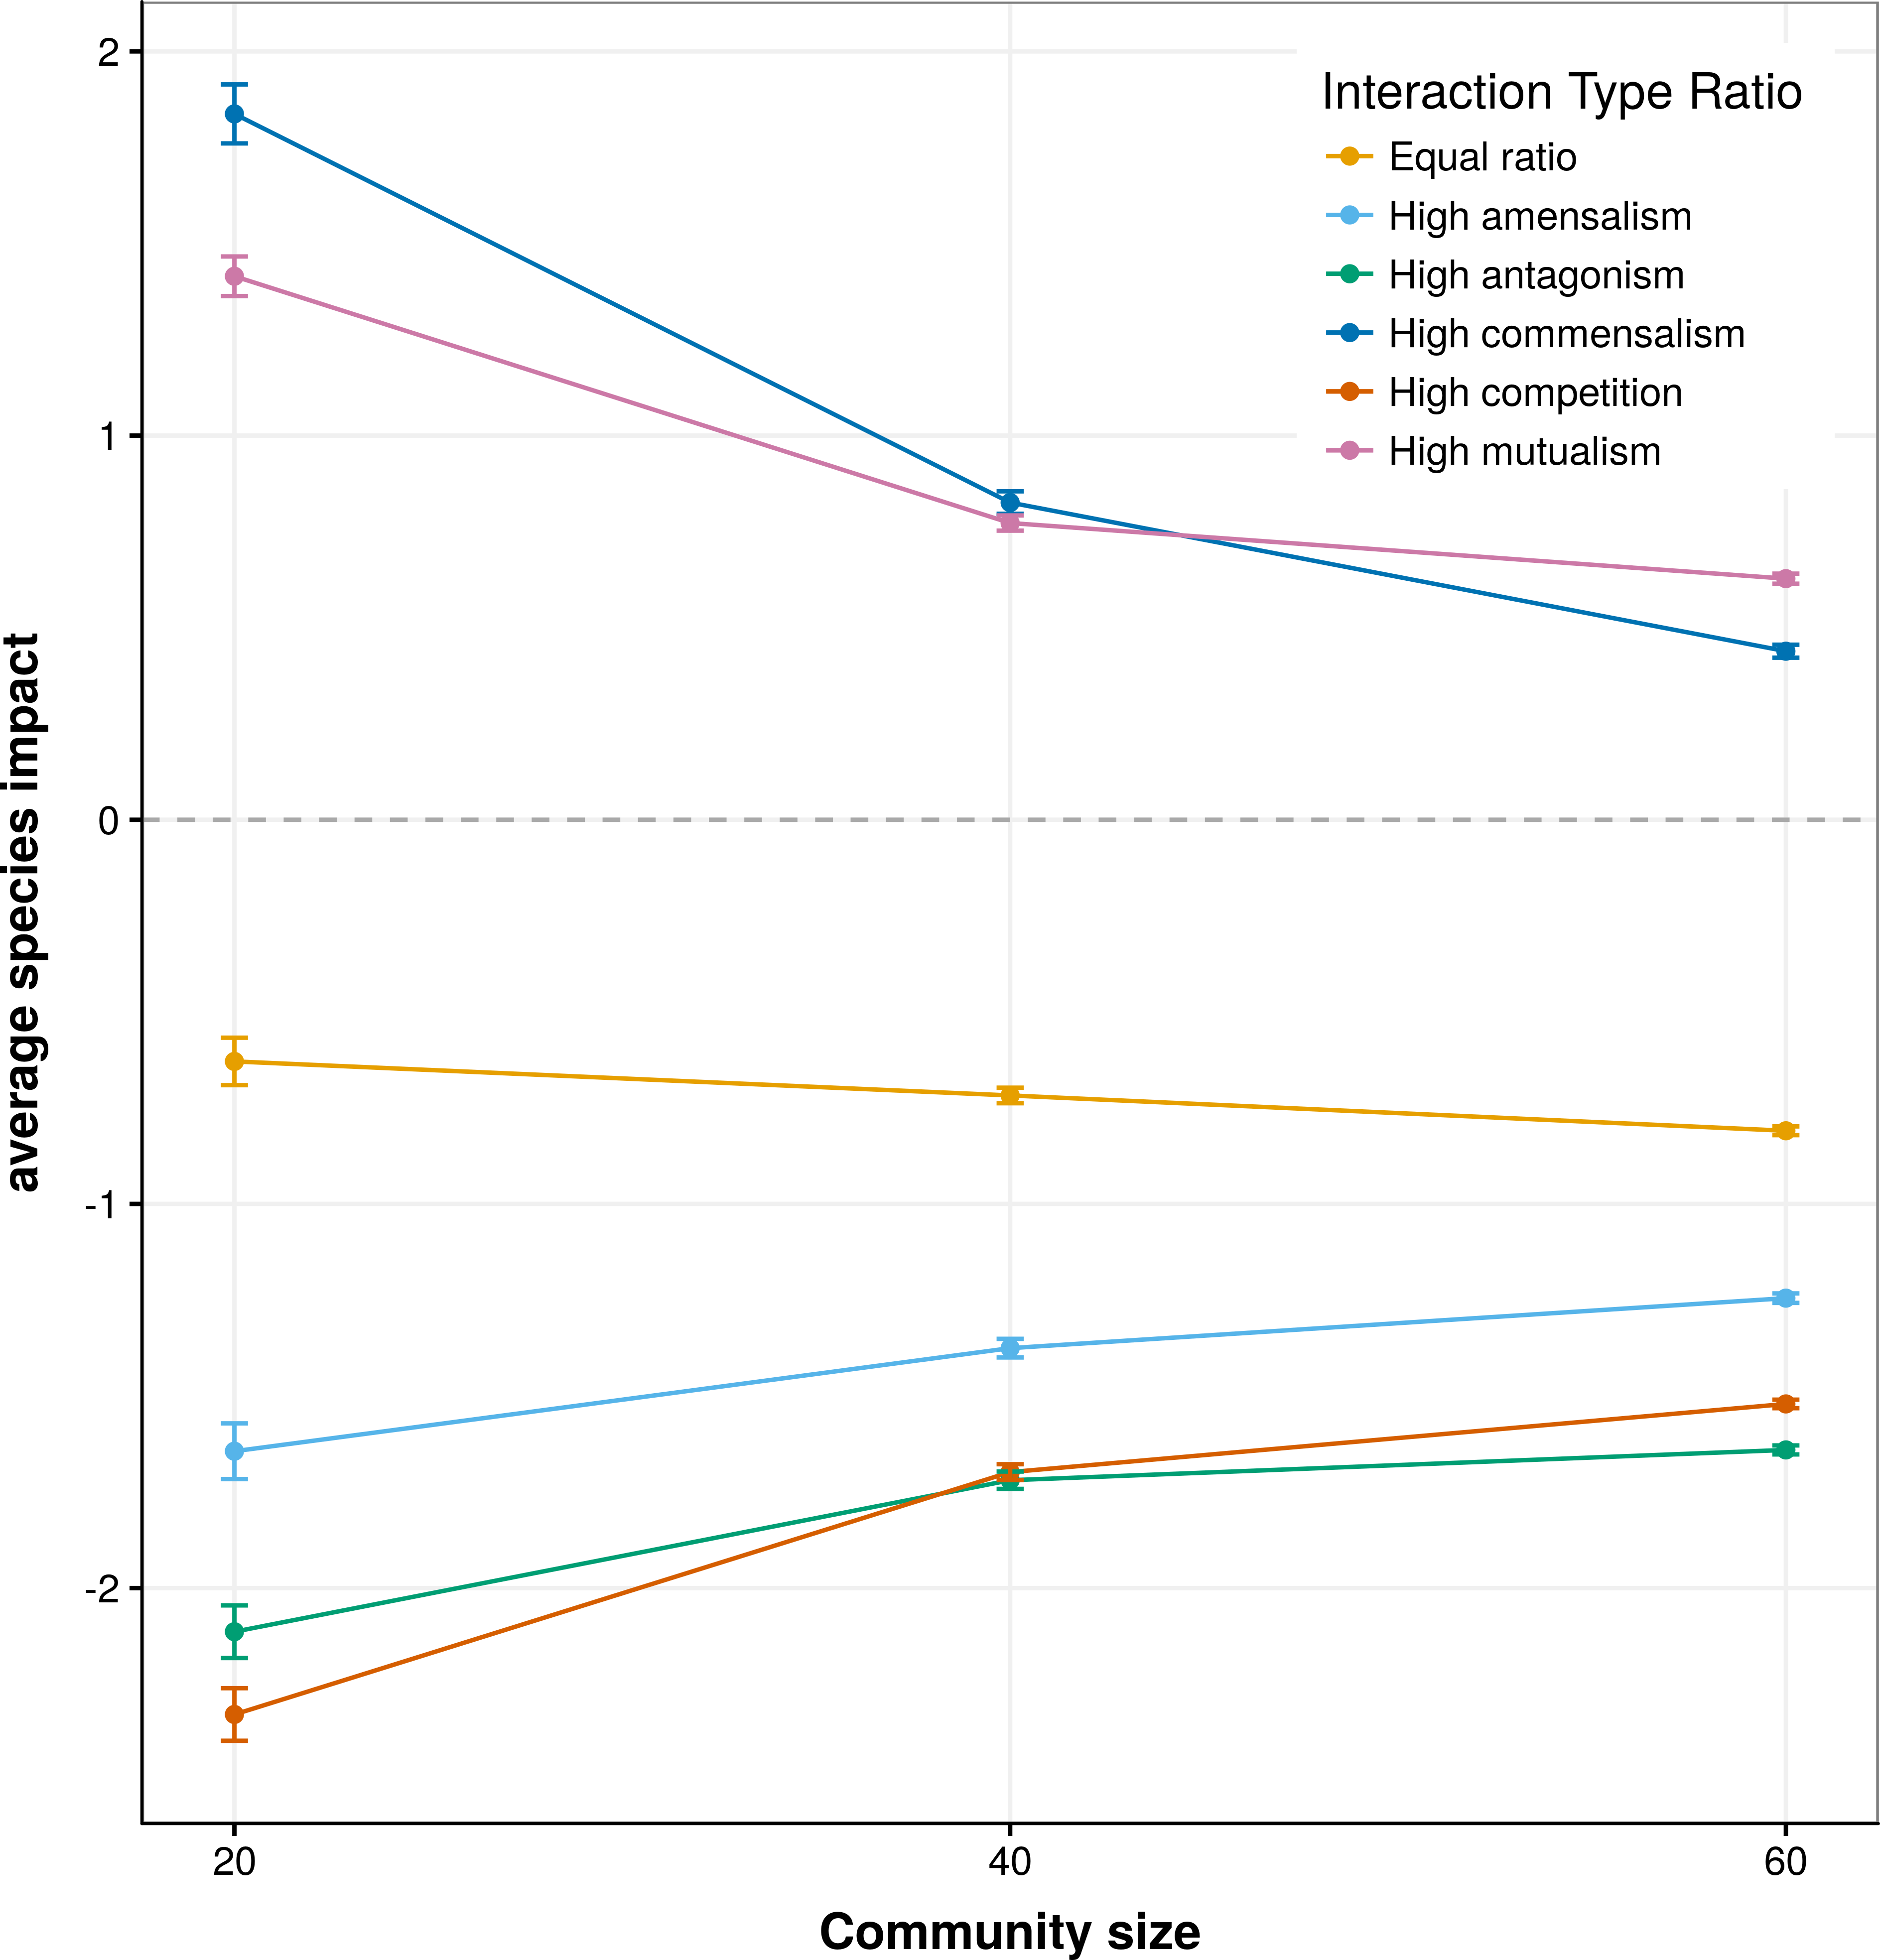 2
1
0
-1
-2
average species impact
Interaction Type Ratio
Equal ratio
High amensalism
High antagonism
High commensalism
High competition
High mutualism
20 40 60
Community size